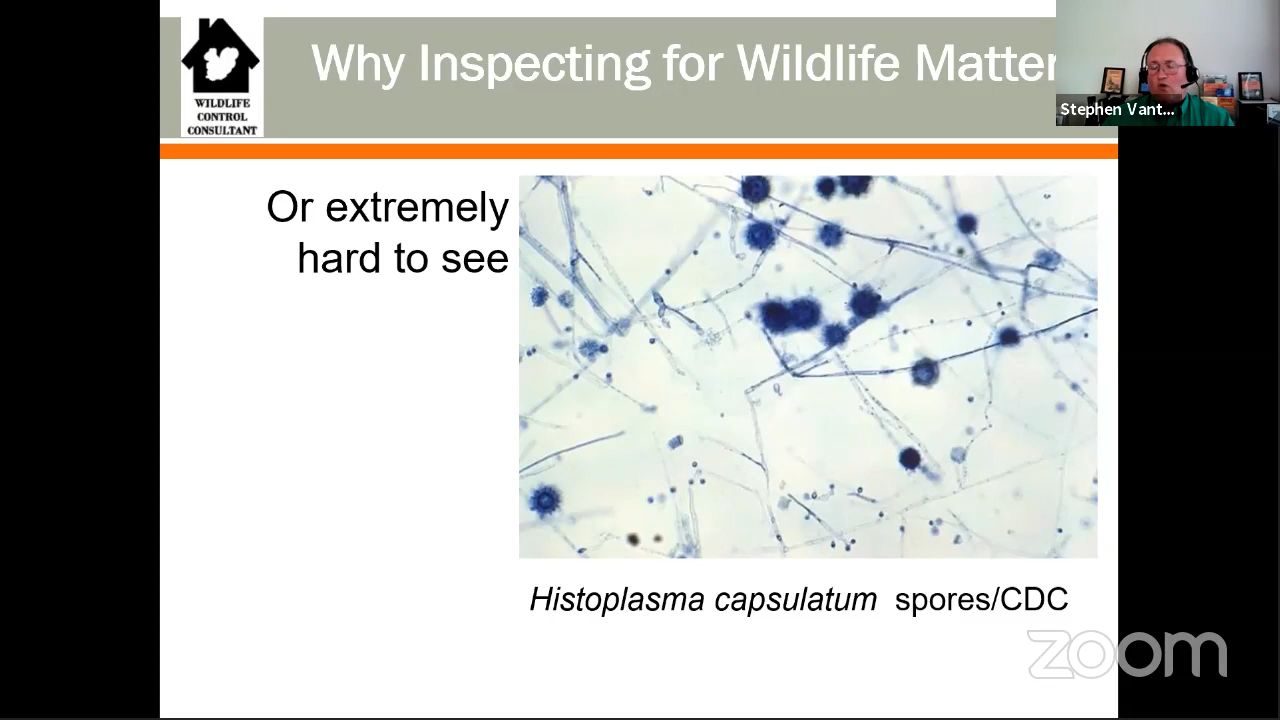 WILDLIFE
CONTROL
CONSULTANT
Why Inspecting for Wildlife Matter
Stephen Vant...
Or extremely
hard to see
Histoplasma capsulatum spores/CDC
zoom